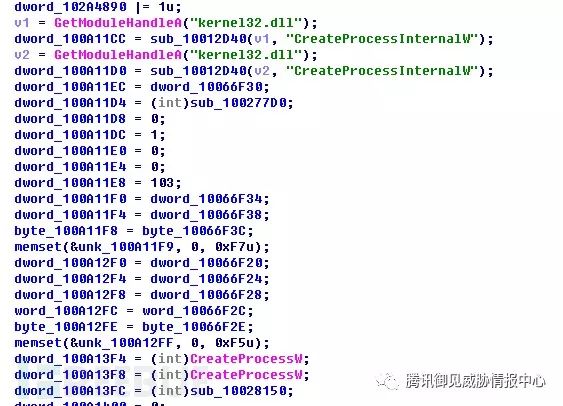 dword_102A4890 |= 1u;
v1 = GetModuleHandleA("kernel32.dll");
dword_100A11CC = sub_10012D40(v1, "CreateProcessInternalW");
v2 = GetModuleHandleA("kernel32.dll");
dword_100A11D0 = sub_10012D40(v2, "CreateProcessInternalW");
dword_100A11EC = dword_10066F30;
dword_100A11D4 = (int)sub_100277D0;
dword_100A11D8 = 0;
dword_100A11DC = 1;
dword_100A11E0 = 0;
dword_100A11E4 = 0;
dword_100A11E8 = 103;
dword_100A11F0 = dword_10066F34;
dword_100A11F4 = dword_10066F38;
byte_100A11F8 = byte_10066F3C;
memset(&unk_100A11F9, 0, 0xF7u);
dword_100A12F0 = dword_10066F20;
dword_100A12F4 = dword_10066F24;
dword_100A12F8 = dword_10066F28;
word_100A12FC = word_10066F2C;
byte_100A12FE = byte_10066F2E;
memset(&unk_100A12FF, 0, 0xF5u);
dword_100A13F4 = (int)CreateProcessW;
dword_100A13F8 = (int)CreateProcessW;
dword_100A13FC = (int)sub_10028150;
dword_100A1400 = 0;
腾讯御见威胁情报中心